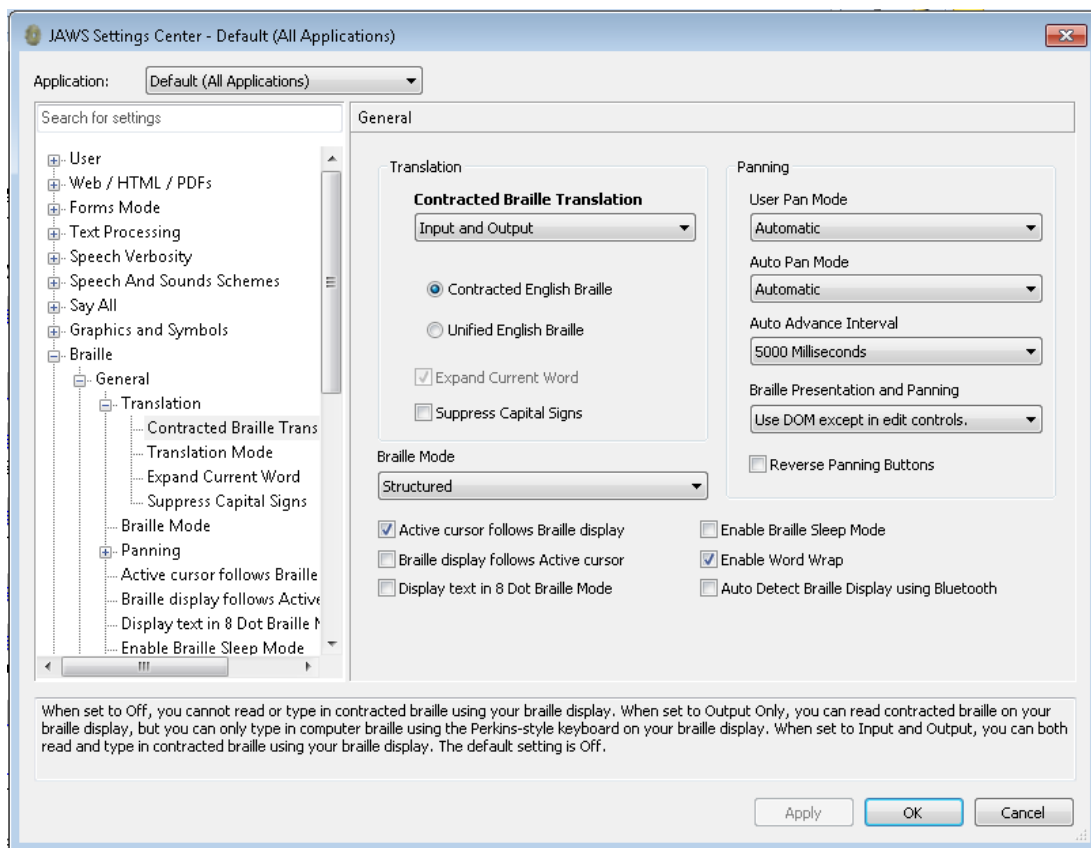 JAWS Settings Center - Default (All Applications)
Application:
Default (All Applications)
Search for settings
User
Web / HTML / PDFs
Forms Mode
Text Processing
Speech Verbosity
Speech And Sounds Schemes
Say All
Graphics and Symbols
Braille
General
Translation
Contracted Braille Trans
Translation Mode
Expand Current Word
Suppress Capital Signs
Braille Mode
Panning
Active cursor follows Braille
Braille display follows Active
Display text in 8 Dot Braille M
Enable Braille Sleep Mode
General
Translation
Contracted Braille Translation
Input and Output
Contracted English Braille
Unified English Braille
Expand Current Word
Suppress Capital Signs
Braille Mode
Structured
Panning
User Pan Mode
Automatic
Auto Pan Mode
Automatic
Auto Advance Interval
5000 Milliseconds
Braille Presentation and Panning
Use DOM except in edit controls.
Reverse Panning Buttons
Active cursor follows Braille display
Braille display follows Active cursor
Display text in 8 Dot Braille Mode
Enable Braille Sleep Mode
Enable Word Wrap
Auto Detect Braille Display using Bluetooth
When set to Off, you cannot read or type in contracted braille using your braille display. When set to Output Only, you can read contracted braille on your
braille display, but you can only type in computer braille using the Perkins-style keyboard on your braille display. When set to Input and Output, you can both
read and type in contracted braille using your braille display. The default setting is Off.
Apply
OK
Cancel